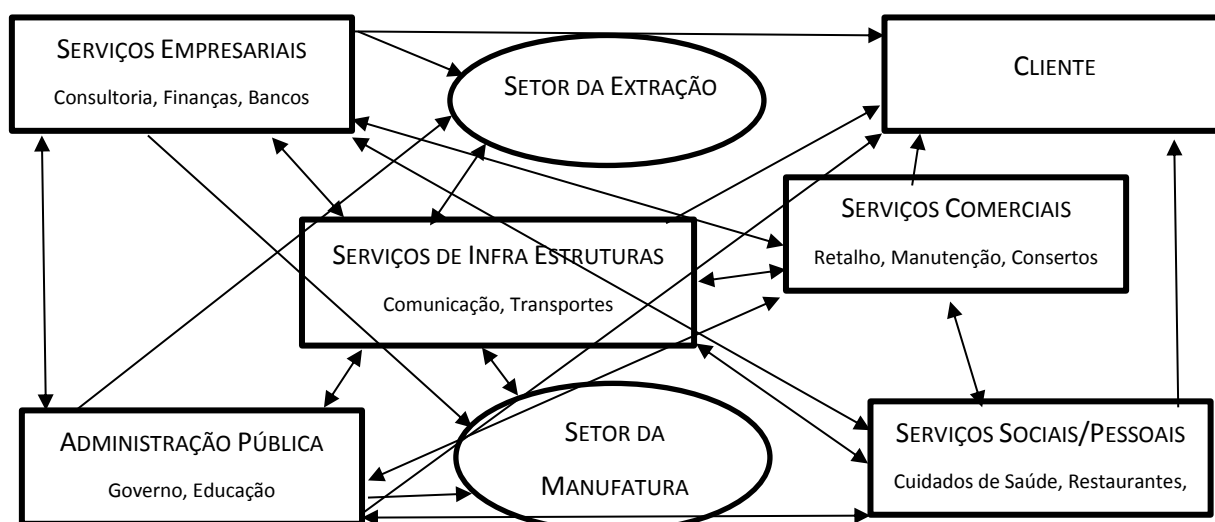 SERVIÇOS EMPRESARIAIS
Consultoria, Finanças, Bancos
SETOR DA EXTRAÇÃO
CLIENTE
SERVIÇOS COMERCIAIS
Retalho, Manutenção, Consertos
SERVIÇOS DE INFRA ESTRUTURAS
Comunicação, Transportes
ADMINISTRAÇÃO PÚBLICA
Governo, Educação
SETOR DA
MANUFATURA
SERVIÇOS SOCIAIS/PESSOAIS
Cuidados de Saúde, Restaurantes,